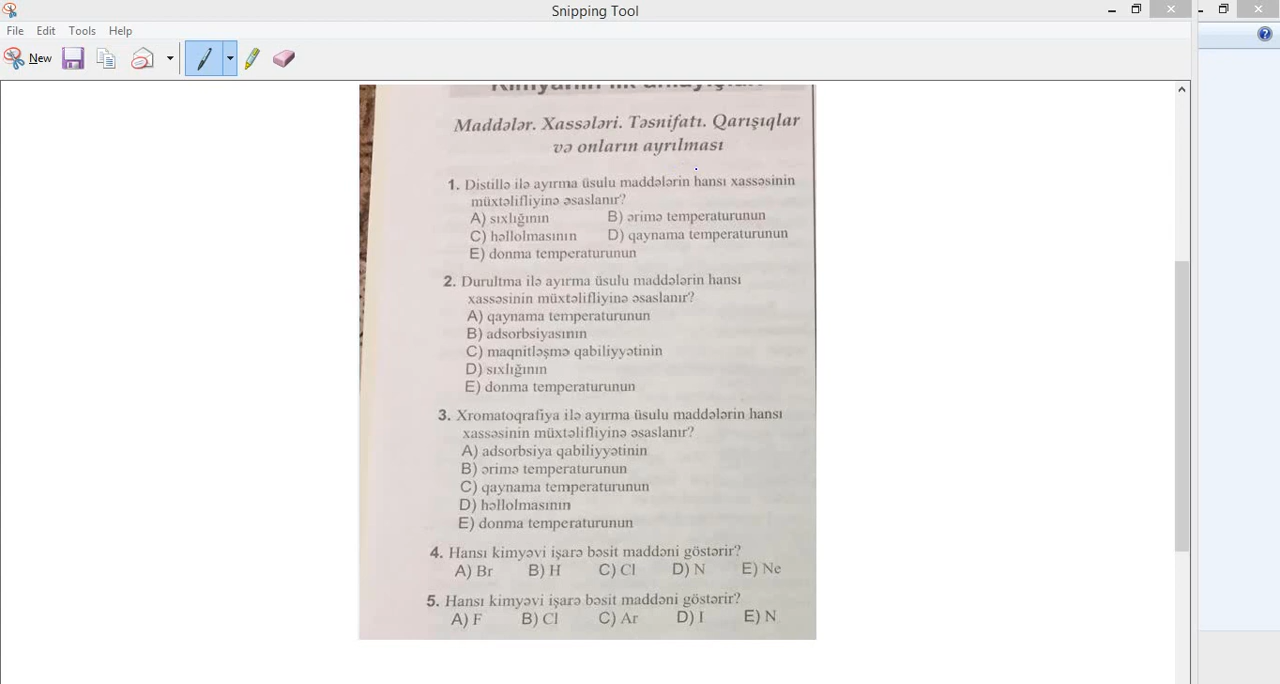 Snipping Tool
File Edit Tools Help
New
Maddələr. Xassələri. Təsnifatı. Qarışıqlar
və onların ayrılması
1. Distillə ilə ayırma üsulu maddələrin hansı xassəsinin
müxtəlifliyinə əsaslanır?
A) sıxlığının B) ərimə temperaturunun
C) həllolmasının D) qaynama temperaturunun
E) donma temperaturunun
2. Durultma ilə ayırma üsulu maddələrin hansı
xassəsinin müxtəlifliyinə əsaslanır?
A) qaynama temperaturunun
B) adsorbsiyasının
C) maqnitləşmə qabiliyyətinin
D) sıxlığının
E) donma temperaturunun
3. Xromatoqrafiya ilə ayırma üsulu maddələrin hansı
xassəsinin müxtəlifliyinə əsaslanır?
A) adsorbsiya qabiliyyətinin
B) ərimə temperaturunun
C) qaynama temperaturunun
D) həllolmasının
E) donma temperaturunun
4. Hansı kimyəvi işarə bəsit maddəni göstərir?
A) Br B) H C) Cl D) N E) Ne
5. Hansı kimyəvi işarə bəsit maddəni göstərir?
A) F B) Cl C) Ar D) I E) N